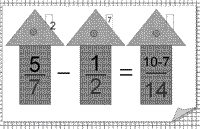 2 7
5/7 − 1/2 = 10-7/14